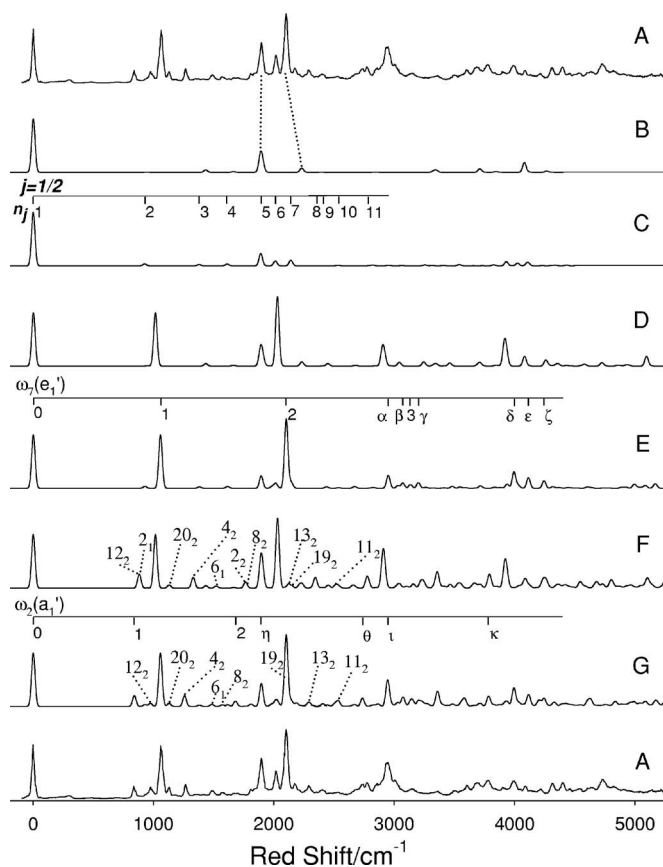 A
B
j=1/2
n_j 1 2 3 4 5 6 7 8 9 10 11
C
D
ω₇(e₁')
0 1 2 α β 3 γ δ ε ζ
E
F
12₂ 2₁ 20₂ 4₂ 6₁ 2₂ 8₂ 13₂ 19₂ 11₂
ω₂(a₁')
0 1 2 η θ ι κ
G
12₂ 20₂ 4₂ 6₁ 8₂ 19₂ 13₂ 11₂
A
0 1000 2000 3000 4000 5000
Red Shift/cm⁻¹